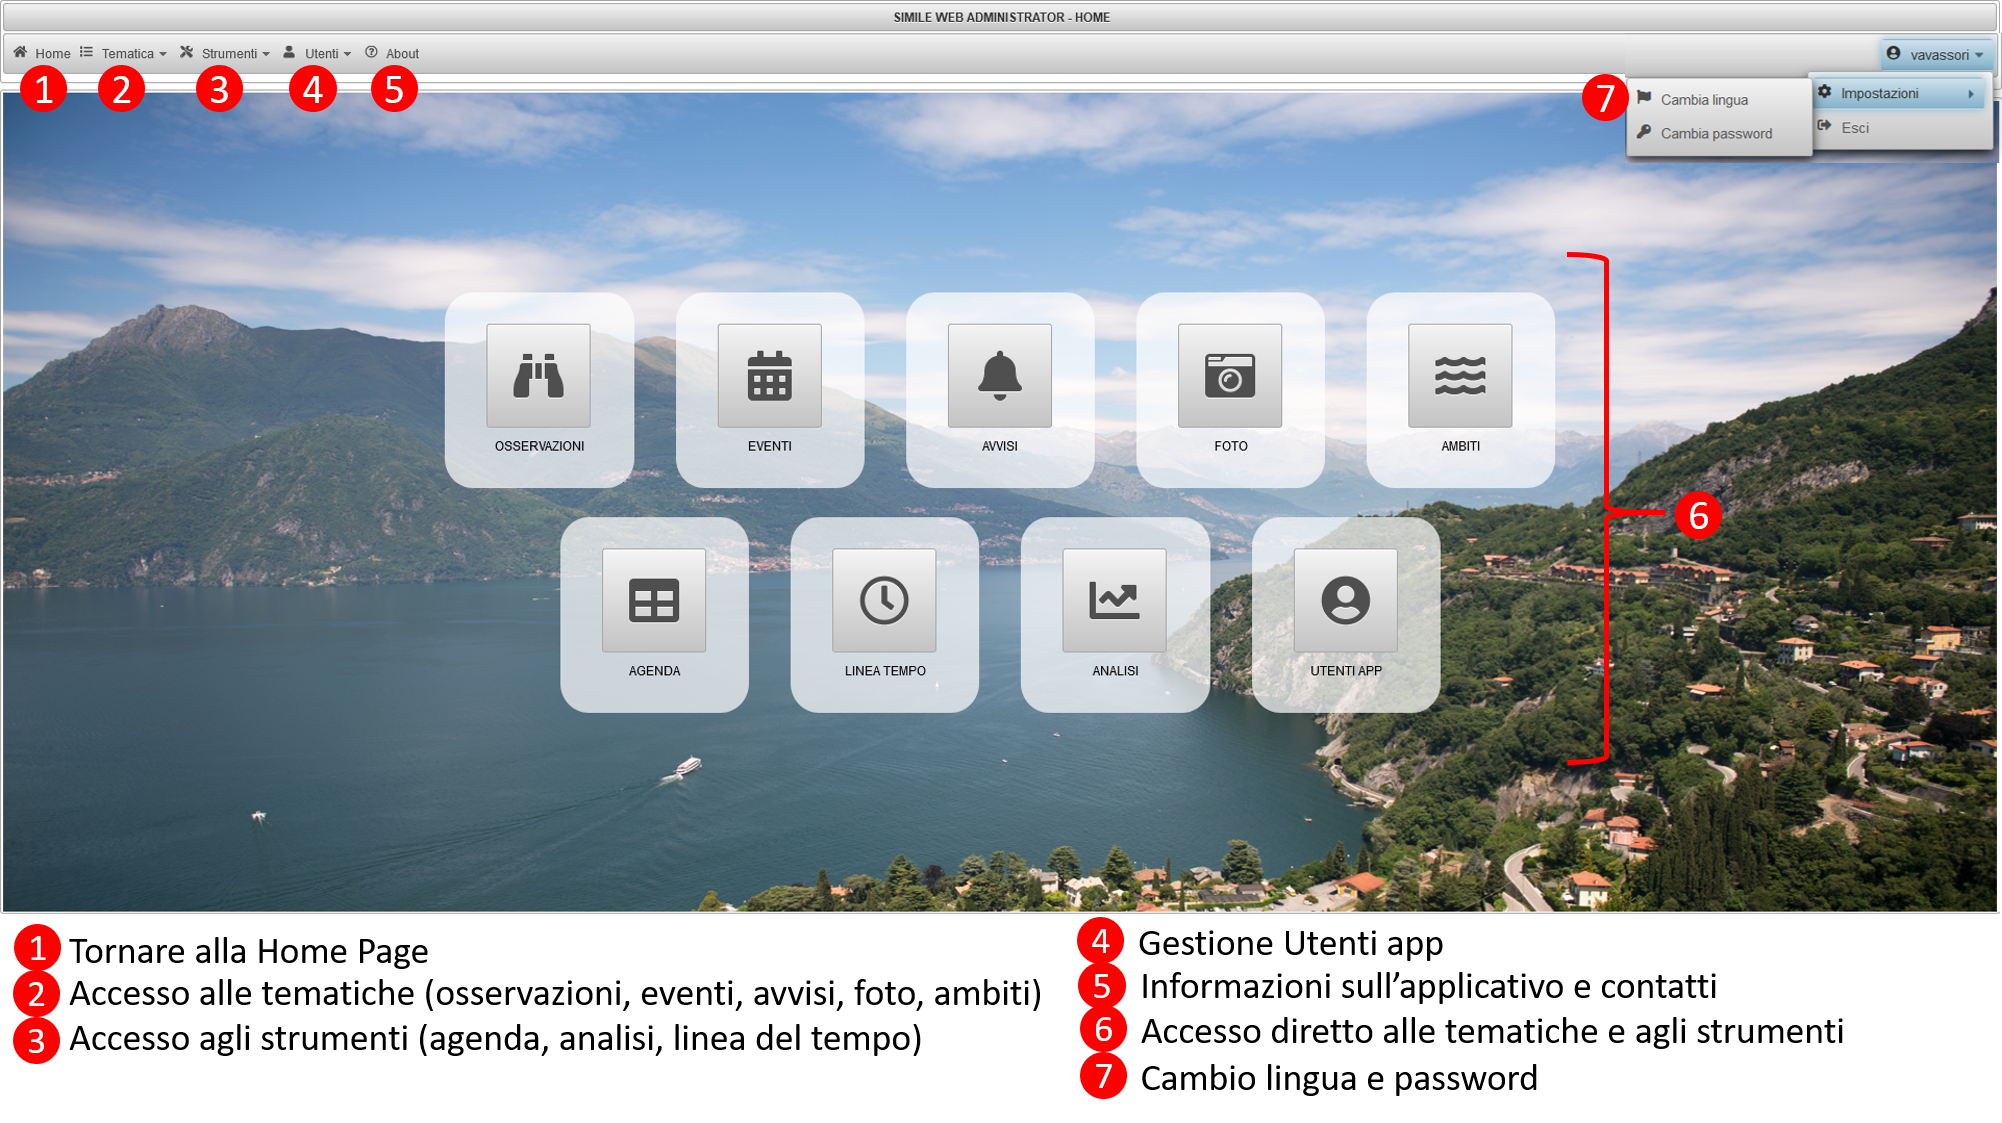 SIMILE WEB ADMINISTRATOR - HOME
Home Tematica Strumenti Utenti About vavassori
1 2 3 4 5
7 Cambia lingua Impostazioni
Cambia password Esci
OSSERVAZIONI EVENTI AVVISI FOTO AMBITI
6
AGENDA LINEA TEMPO ANALISI UTENTI APP
1 Tornare alla Home Page
2 Accesso alle tematiche (osservazioni, eventi, avvisi, foto, ambiti)
3 Accesso agli strumenti (agenda, analisi, linea del tempo)
4 Gestione Utenti app
5 Informazioni sull’applicativo e contatti
6 Accesso diretto alle tematiche e agli strumenti
7 Cambio lingua e password